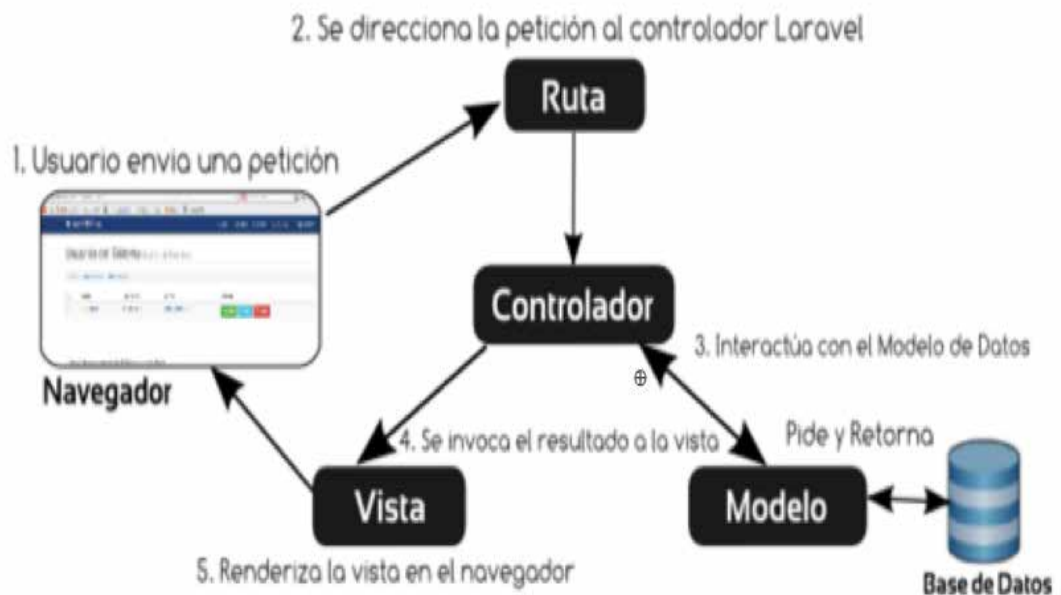 2. Se direcciona la petición al controlador Laravel
Ruta
1. Usuario envia una petición
Controlador
3. Interactúa con el Modelo de Datos
Navegador
4. Se invoca el resultado a la vista
Pide y Retorna
Vista
Modelo
5. Renderiza la vista en el navegador
Base de Datos